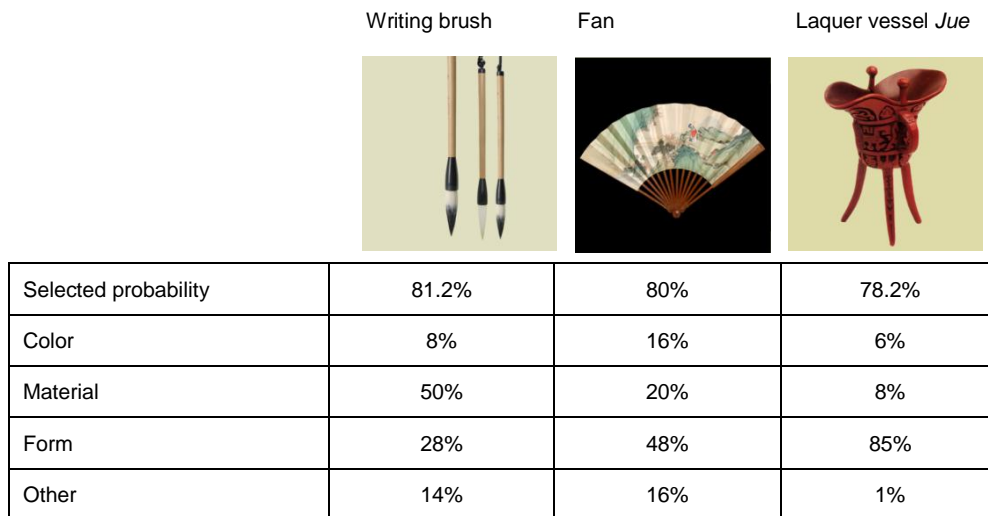 Writing brush Fan Laquer vessel Jue
Selected probability 81.2% 80% 78.2%
Color 8% 16% 6%
Material 50% 20% 8%
Form 28% 48% 85%
Other 14% 16% 1%